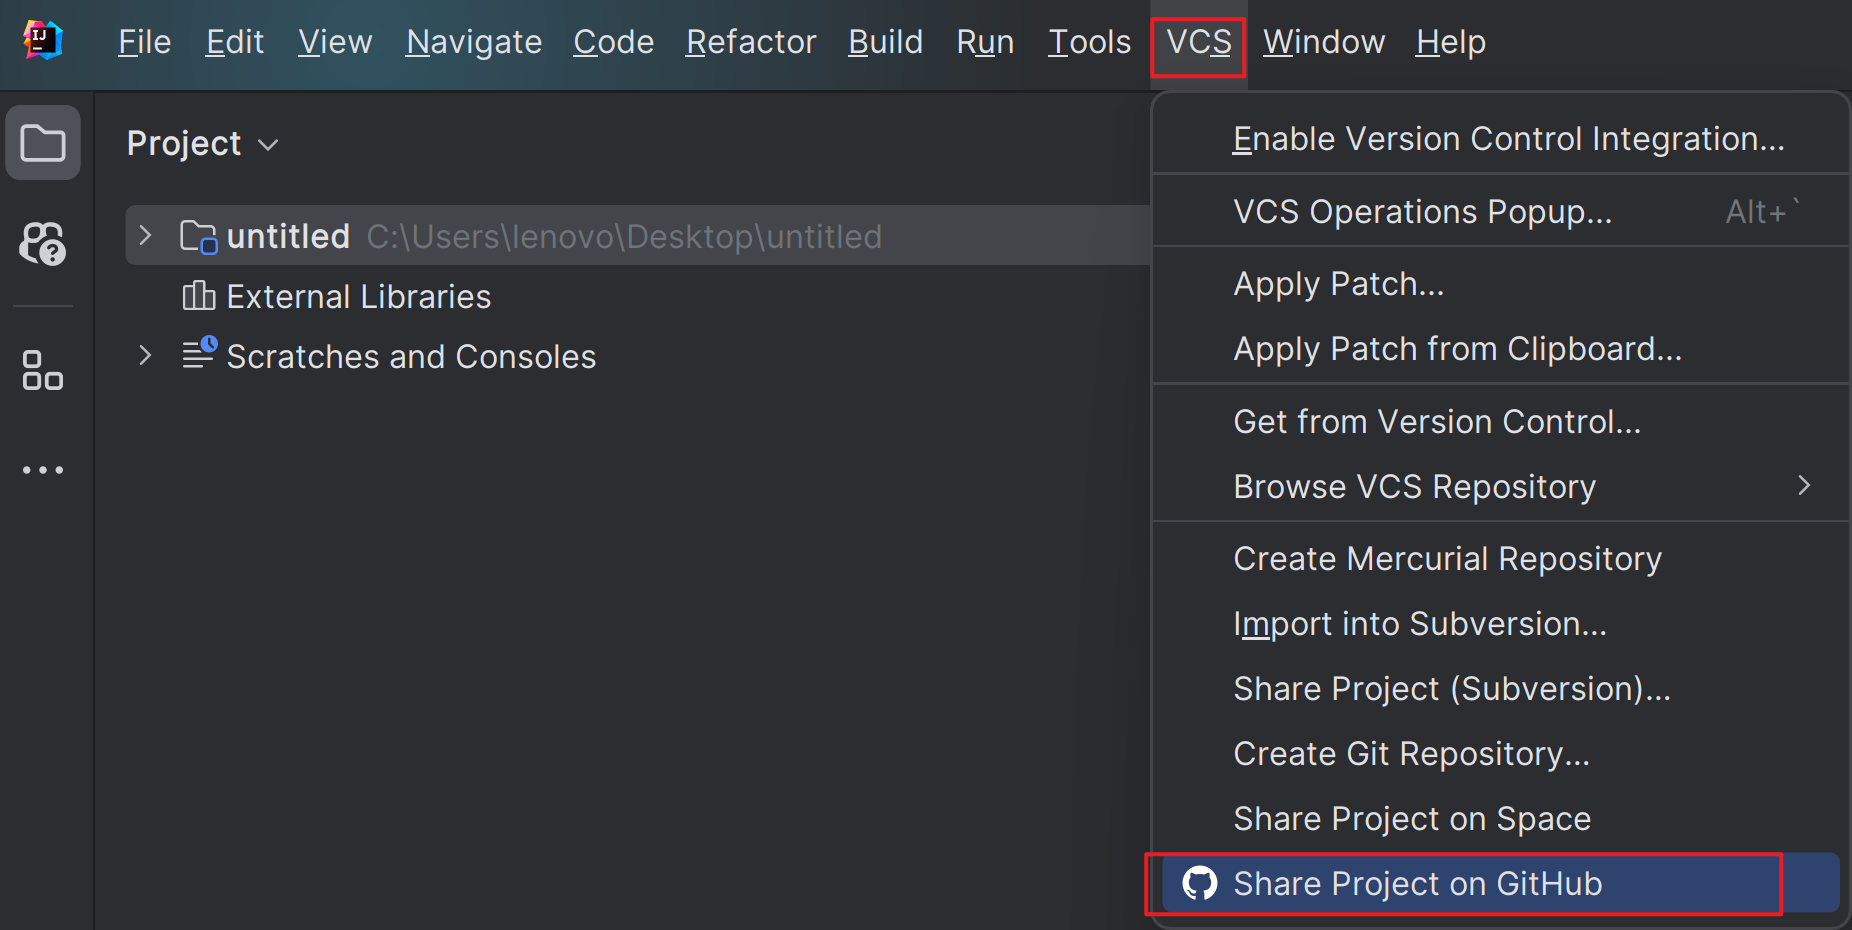 IJ
File Edit View Navigate Code Refactor Build Run Tools VCS Window Help
Project
untitled C:\Users\lenovo\Desktop\untitled
External Libraries
Scratches and Consoles
Enable Version Control Integration...
VCS Operations Popup... Alt+`
Apply Patch...
Apply Patch from Clipboard...
Get from Version Control...
Browse VCS Repository
Create Mercurial Repository
Import into Subversion...
Share Project (Subversion)...
Create Git Repository...
Share Project on Space
Share Project on GitHub